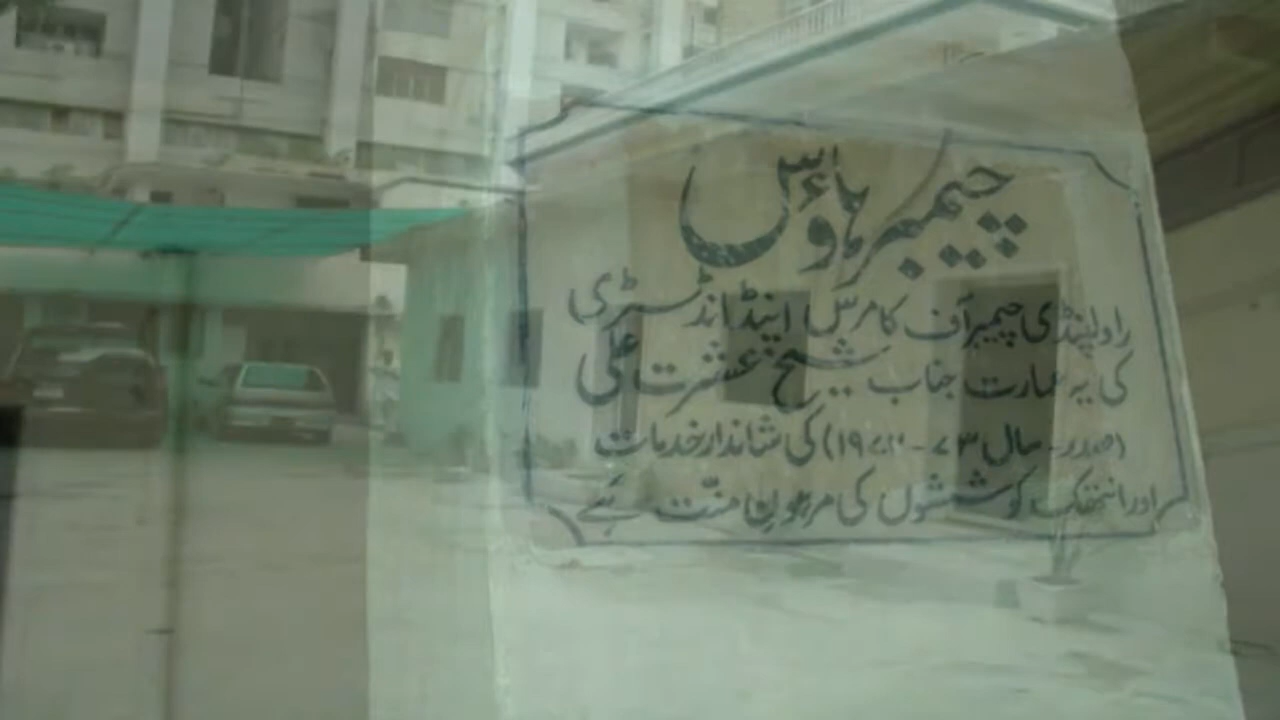 چیمبر ہاؤس
راولپنڈی چیمبر آف کامرس اینڈ انڈسٹری
کی یہ عمارت جناب شیخ عشرت علی
(صدر - سال ۷۳ - ۱۹۷۲) کی شاندار خدمات
اور انتھک کوششوں کی مرہونِ منّت ہے